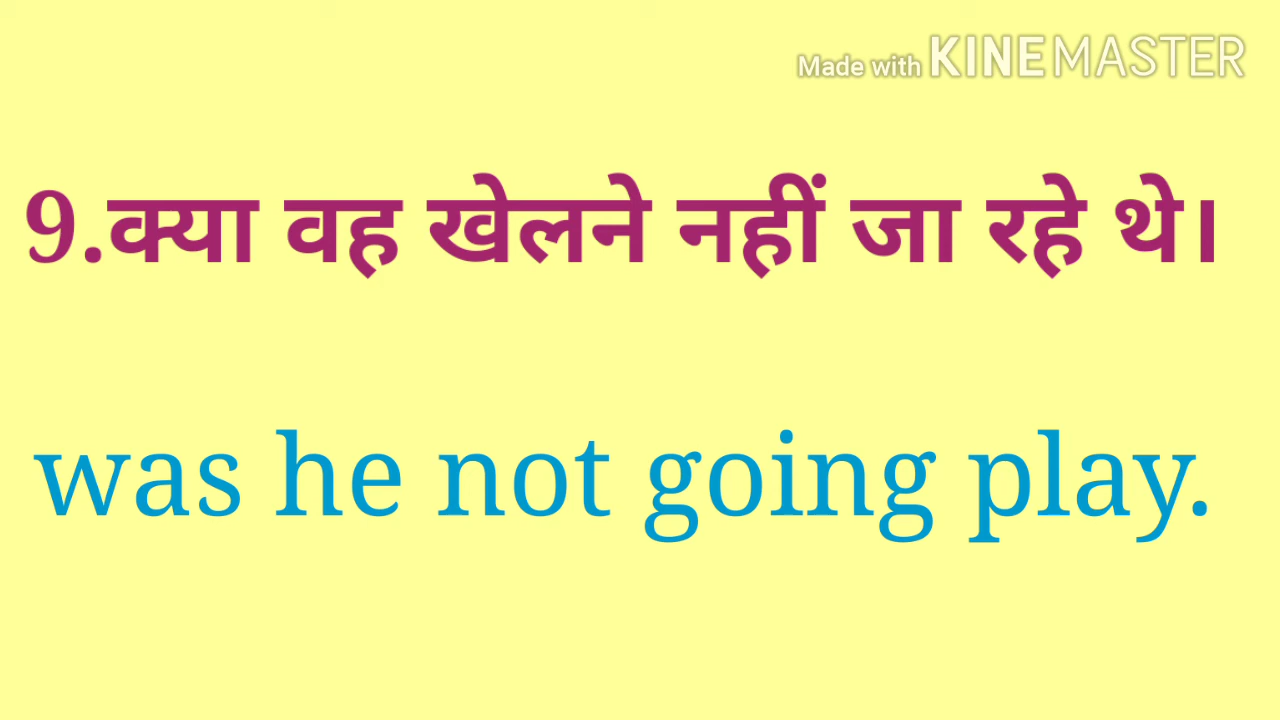 Made with KINEMASTER
9.क्या वह खेलने नहीं जा रहे थे।
was he not going play.